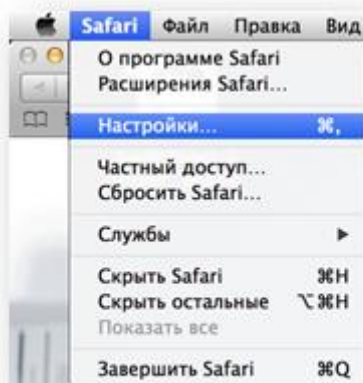 Safari Файл Правка Вид
О программе Safari
Расширения Safari...
Настройки... ⌘,
Частный доступ...
Сбросить Safari...
Службы ▶
Скрыть Safari ⌘H
Скрыть остальные ⌥⌘H
Показать все
Завершить Safari ⌘Q